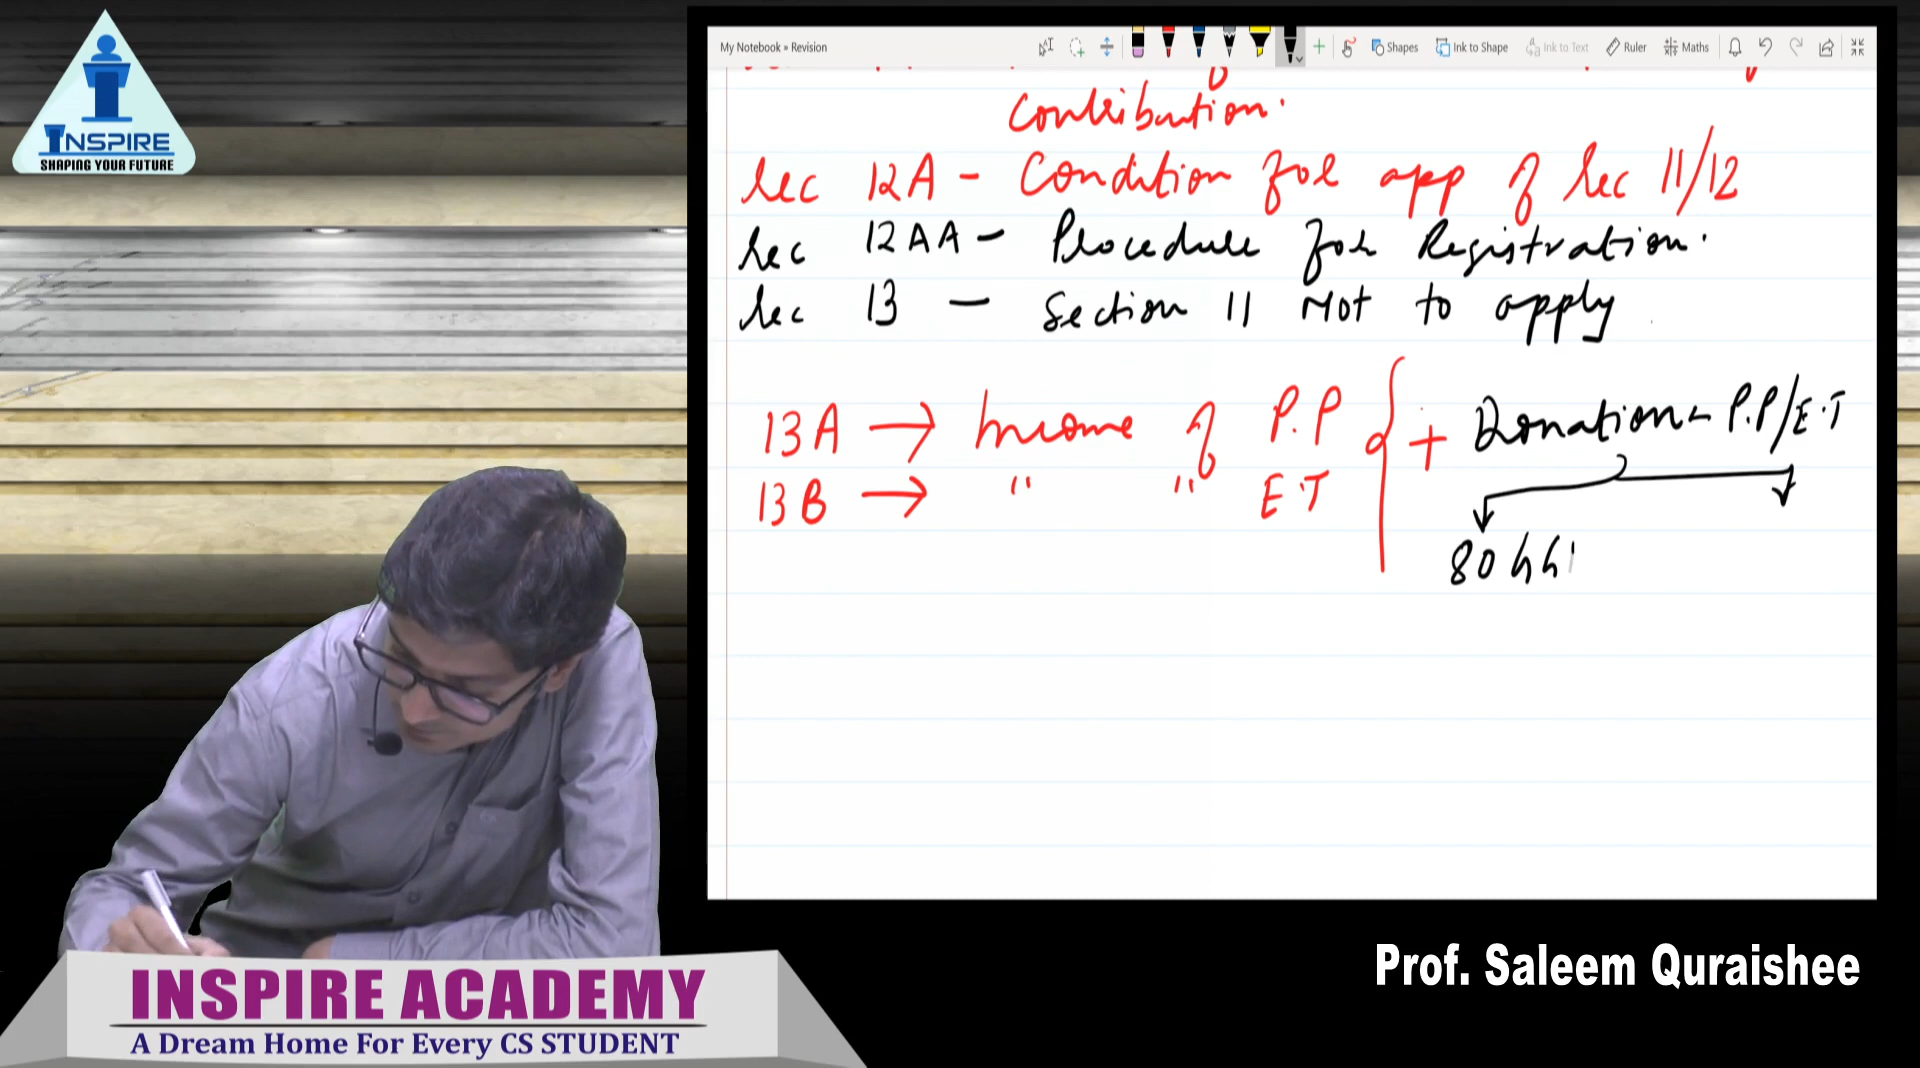 INSPIRE
SHAPING YOUR FUTURE
My Notebook » Revision
Shapes
Ink to Shape
Ink to Text
Ruler
Maths
Contribution.
Sec 12A - Condition for app of Sec 11/12
Sec 12AA - Procedure for Registration.
Sec 13 - Section 11 Not to apply
13A → Income of P.P } + Donation - P.P/E.T
13B → " " E.T
80 GG
INSPIRE ACADEMY
A Dream Home For Every CS STUDENT
Prof. Saleem Quraishee